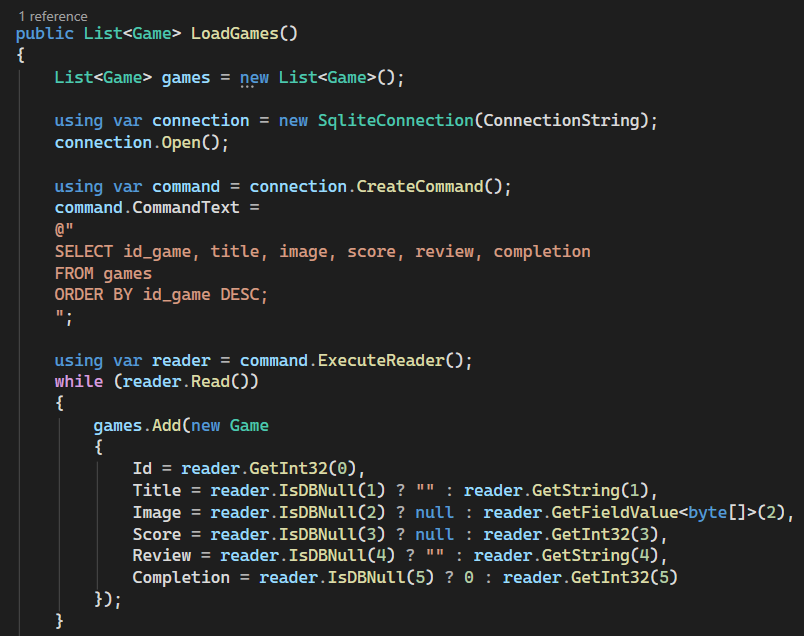 1 reference
public List<Game> LoadGames()
{
    List<Game> games = new List<Game>();

    using var connection = new SqliteConnection(ConnectionString);
    connection.Open();

    using var command = connection.CreateCommand();
    command.CommandText =
    @"
    SELECT id_game, title, image, score, review, completion
    FROM games
    ORDER BY id_game DESC;
    ";

    using var reader = command.ExecuteReader();
    while (reader.Read())
    {
        games.Add(new Game
        {
            Id = reader.GetInt32(0),
            Title = reader.IsDBNull(1) ? "" : reader.GetString(1),
            Image = reader.IsDBNull(2) ? null : reader.GetFieldValue<byte[]>(2),
            Score = reader.IsDBNull(3) ? null : reader.GetInt32(3),
            Review = reader.IsDBNull(4) ? "" : reader.GetString(4),
            Completion = reader.IsDBNull(5) ? 0 : reader.GetInt32(5)
        });
    }